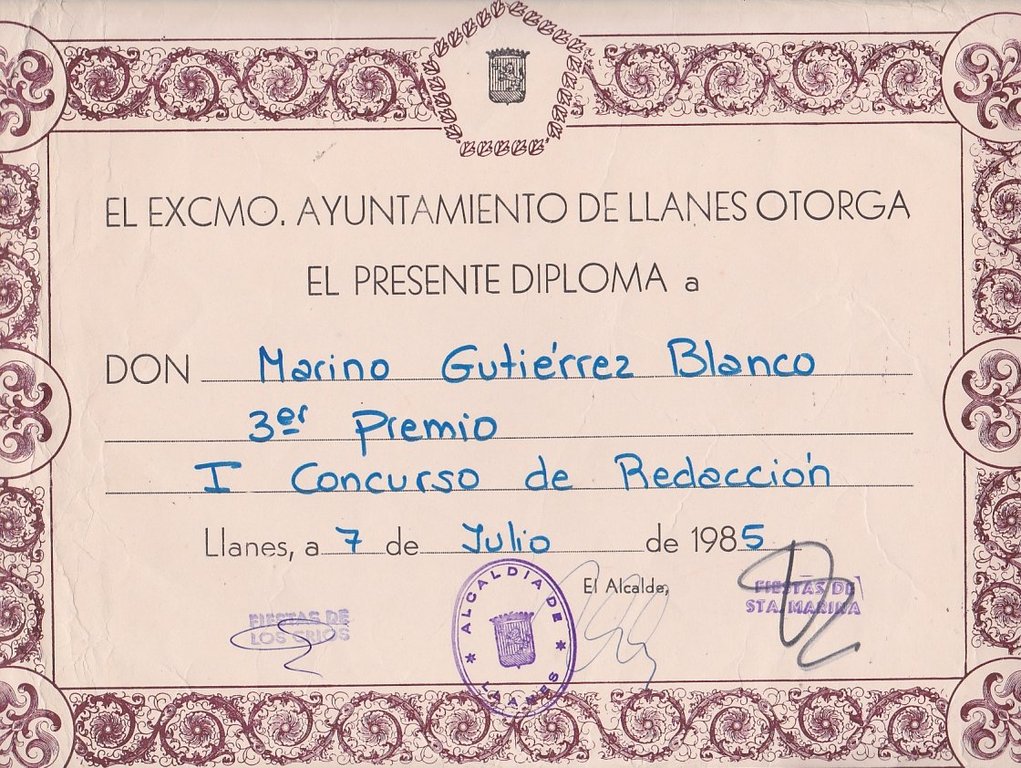 EL EXCMO. AYUNTAMIENTO DE LLANES OTORGA
EL PRESENTE DIPLOMA a
DON Marino Gutiérrez Blanco
3er Premio
I Concurso de Redacción
Llanes, a 7 de Julio de 1985
El Alcalde,
FIESTAS DE
LOS
ALCALDIA DE
LLANES
FIESTAS DE
STA. MARINA